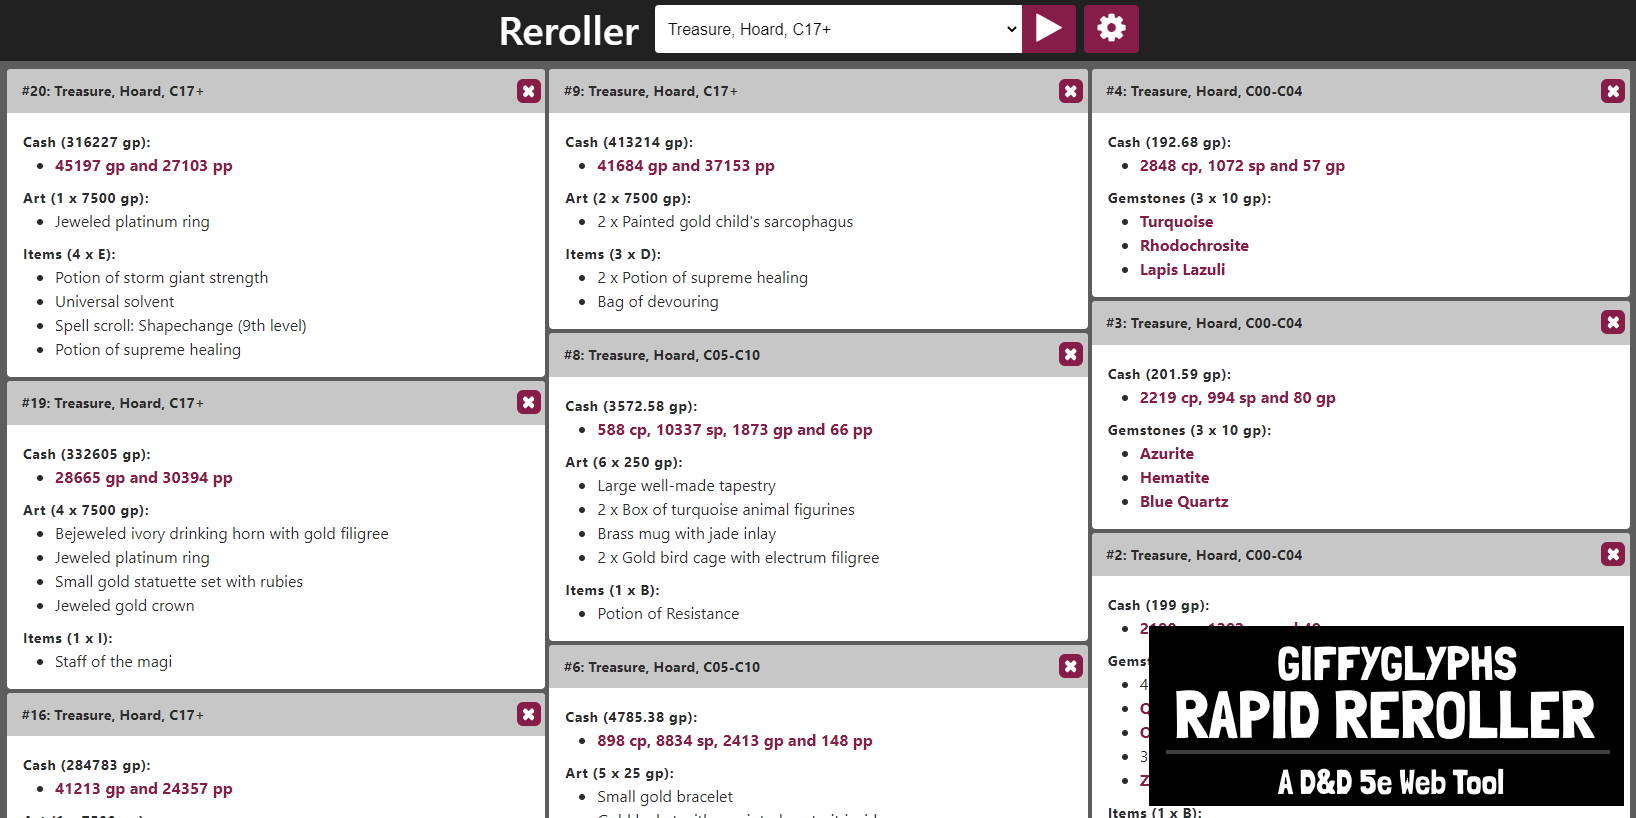 Reroller
Treasure, Hoard, C17+
#20: Treasure, Hoard, C17+
Cash (316227 gp):
45197 gp and 27103 pp
Art (1 x 7500 gp):
Jeweled platinum ring
Items (4 x E):
Potion of storm giant strength
Universal solvent
Spell scroll: Shapechange (9th level)
Potion of supreme healing
#19: Treasure, Hoard, C17+
Cash (332605 gp):
28665 gp and 30394 pp
Art (4 x 7500 gp):
Bejeweled ivory drinking horn with gold filigree
Jeweled platinum ring
Small gold statuette set with rubies
Jeweled gold crown
Items (1 x I):
Staff of the magi
#16: Treasure, Hoard, C17+
Cash (284783 gp):
41213 gp and 24357 pp
#9: Treasure, Hoard, C17+
Cash (413214 gp):
41684 gp and 37153 pp
Art (2 x 7500 gp):
2 x Painted gold child's sarcophagus
Items (3 x D):
2 x Potion of supreme healing
Bag of devouring
#8: Treasure, Hoard, C05-C10
Cash (3572.58 gp):
588 cp, 10337 sp, 1873 gp and 66 pp
Art (6 x 250 gp):
Large well-made tapestry
2 x Box of turquoise animal figurines
Brass mug with jade inlay
2 x Gold bird cage with electrum filigree
Items (1 x B):
Potion of Resistance
#6: Treasure, Hoard, C05-C10
Cash (4785.38 gp):
898 cp, 8834 sp, 2413 gp and 148 pp
Art (5 x 25 gp):
Small gold bracelet
#4: Treasure, Hoard, C00-C04
Cash (192.68 gp):
2848 cp, 1072 sp and 57 gp
Gemstones (3 x 10 gp):
Turquoise
Rhodochrosite
Lapis Lazuli
#3: Treasure, Hoard, C00-C04
Cash (201.59 gp):
2219 cp, 994 sp and 80 gp
Gemstones (3 x 10 gp):
Azurite
Hematite
Blue Quartz
#2: Treasure, Hoard, C00-C04
Cash (199 gp):
Items (1 x B):
GIFFYGLYPHS
RAPID REROLLER
A D&D 5e Web Tool